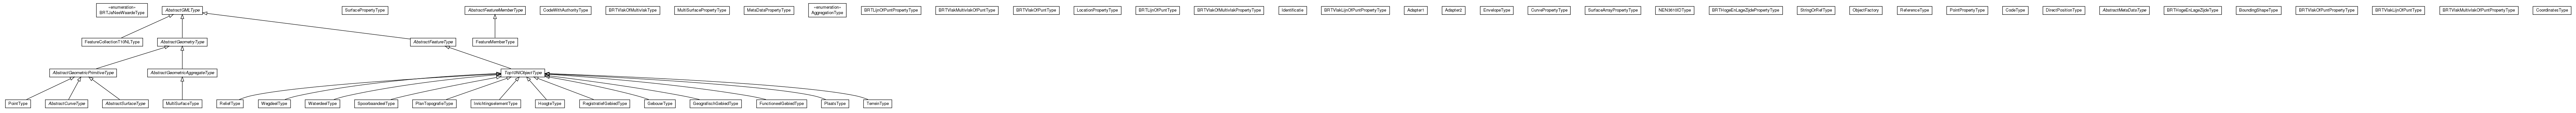 «enumeration»
BRTJaNeeWaardeType
AbstractGMLType
SurfacePropertyType
AbstractFeatureMemberType
CodeWithAuthorityType
BRTVlakOfMultivlakType
MultiSurfacePropertyType
MetaDataPropertyType
«enumeration»
AggregationType
BRTLijnOfPuntPropertyType
BRTVlakMultivlakOfPuntType
BRTVlakOfPuntType
LocationPropertyType
BRTLijnOfPuntType
BRTVlakOfMultivlakPropertyType
Identificatie
BRTVlakLijnOfPuntPropertyType
Adapter1
Adapter2
EnvelopeType
CurvePropertyType
SurfaceArrayPropertyType
NEN3610IDType
BRTHogeEnLageZijdePropertyType
StringOrRefType
ObjectFactory
ReferenceType
PointPropertyType
CodeType
DirectPositionType
AbstractMetaDataType
BRTHogeEnLageZijdeType
BoundingShapeType
BRTVlakOfPuntPropertyType
BRTVlakLijnOfPuntType
BRTVlakMultivlakOfPuntPropertyType
CoordinatesType
FeatureCollectionT10NLType
AbstractGeometryType
AbstractFeatureType
FeatureMemberType
AbstractGeometricPrimitiveType
AbstractGeometricAggregateType
Top10NlObjectType
PointType
AbstractCurveType
AbstractSurfaceType
MultiSurfaceType
ReliefType
WegdeelType
WaterdeelType
SpoorbaandeelType
PlanTopografieType
InrichtingselementType
HoogteType
RegistratiefGebiedType
GebouwType
GeografischGebiedType
FunctioneelGebiedType
PlaatsType
TerreinType